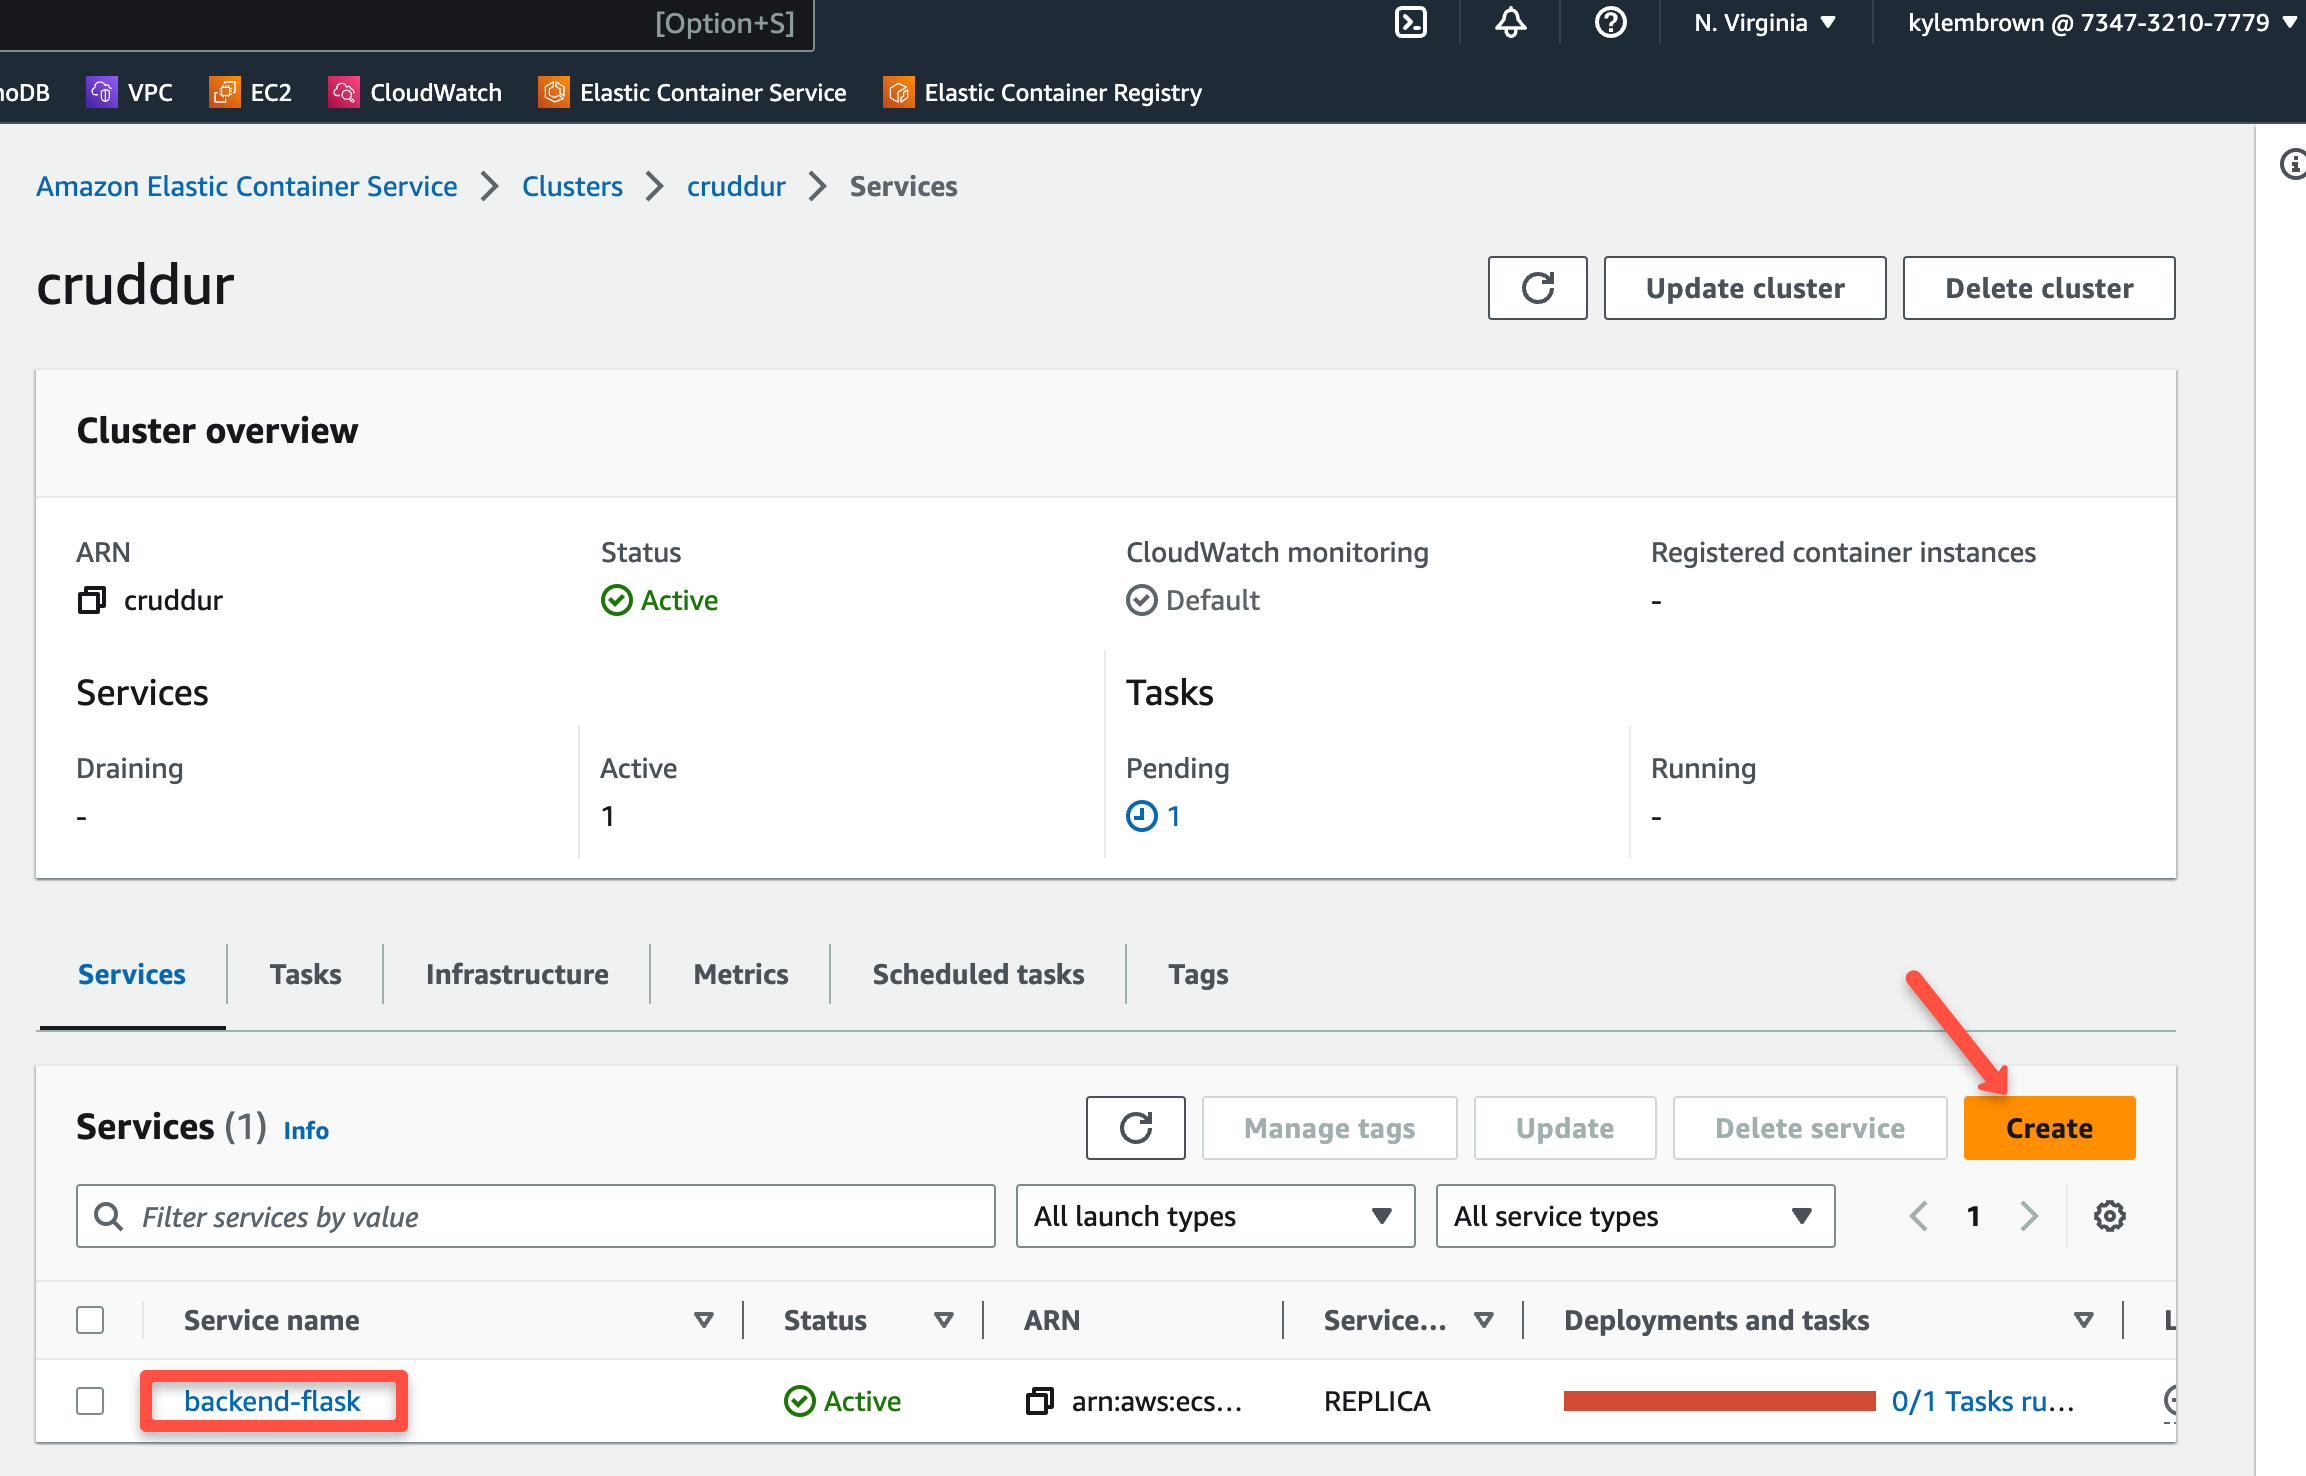 [Option+S]
N. Virginia
kylembrown @ 7347-3210-7779
noDB
VPC
EC2
CloudWatch
Elastic Container Service
Elastic Container Registry
Amazon Elastic Container Service
Clusters
cruddur
Services
cruddur
Update cluster
Delete cluster
Cluster overview
ARN
cruddur
Status
Active
CloudWatch monitoring
Default
Registered container instances
-
Services
Draining
-
Active
1
Tasks
Pending
1
Running
-
Services
Tasks
Infrastructure
Metrics
Scheduled tasks
Tags
Services (1) Info
Manage tags
Update
Delete service
Create
Filter services by value
All launch types
All service types
1
Service name
Status
ARN
Service...
Deployments and tasks
L
backend-flask
Active
arn:aws:ecs...
REPLICA
0/1 Tasks ru...